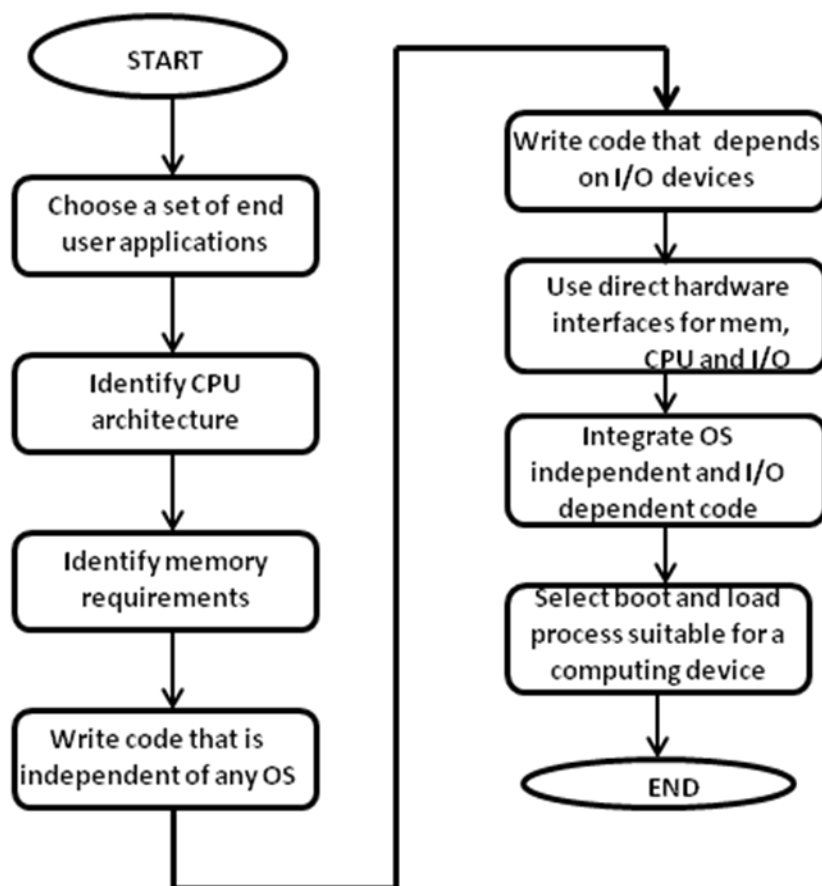 START
Choose a set of end
user applications
Identify CPU
architecture
Identify memory
requirements
Write code that is
independent of any OS
Write code that depends
on I/O devices
Use direct hardware
interfaces for mem,
CPU and I/O
Integrate OS
independent and I/O
dependent code
Select boot and load
process suitable for a
computing device
END